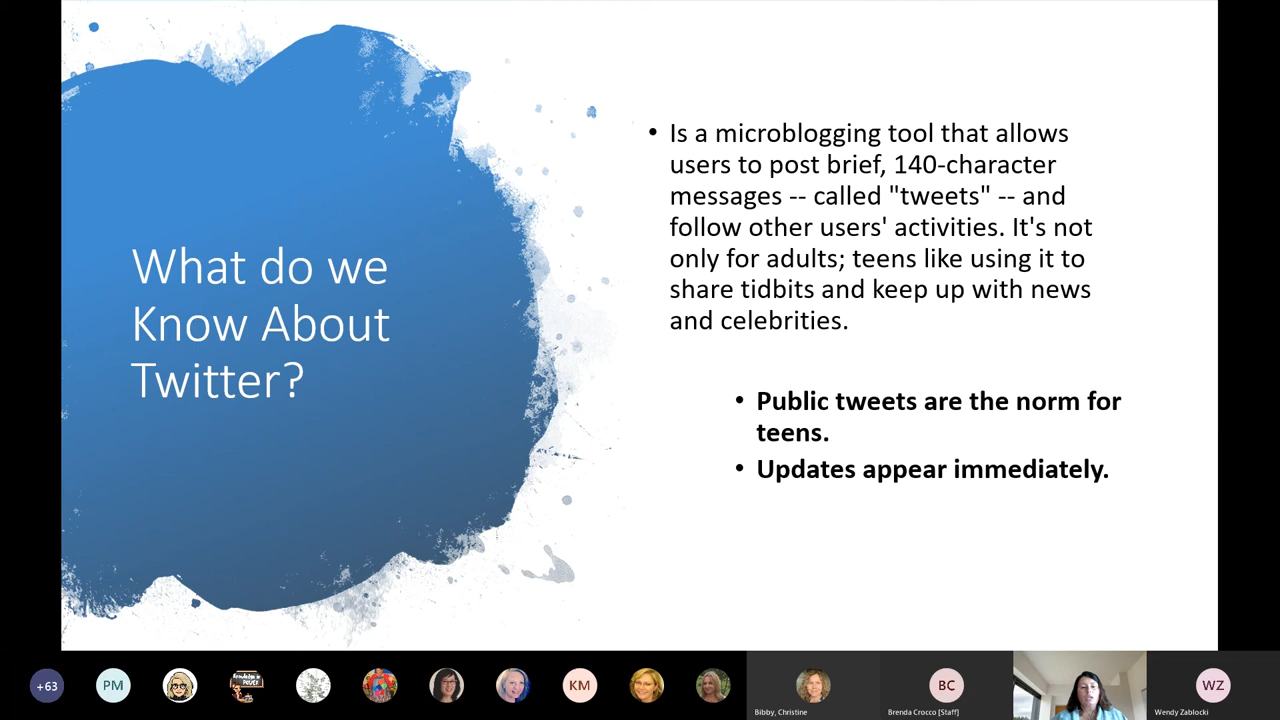 What do we
Know About
Twitter?
• Is a microblogging tool that allows
users to post brief, 140-character
messages -- called "tweets" -- and
follow other users' activities. It's not
only for adults; teens like using it to
share tidbits and keep up with news
and celebrities.
• Public tweets are the norm for
teens.
• Updates appear immediately.
+63
PM
KM
BC
WZ
Bibby, Christine
Brenda Crocco [Staff]
Wendy Zablocki